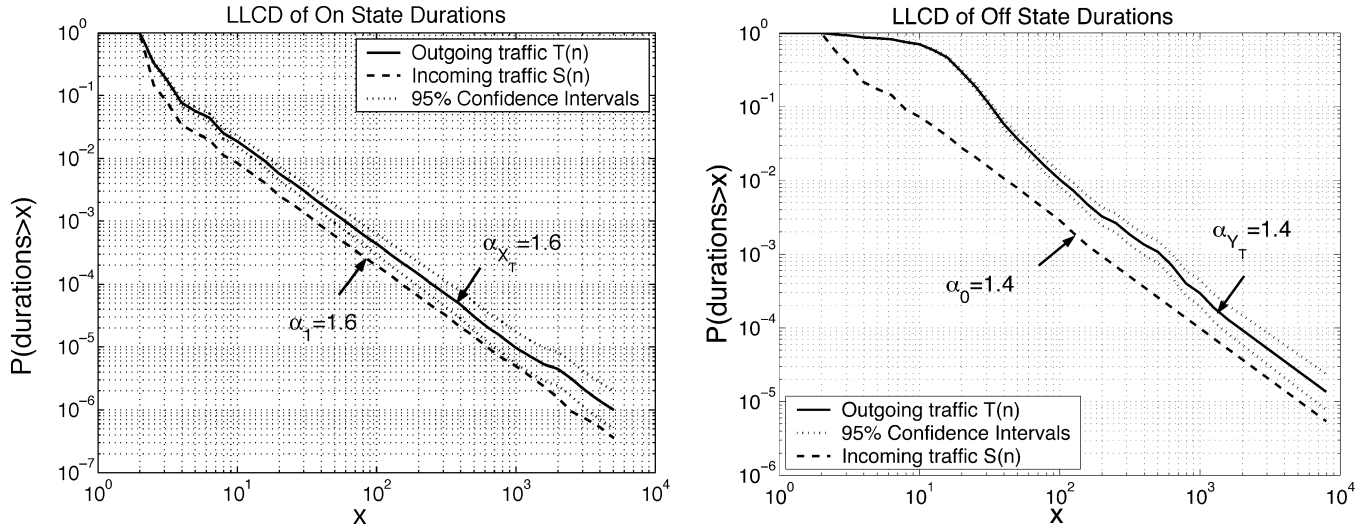 LLCD of On State Durations
P(durations>x)
10^0
10^-1
10^-2
10^-3
10^-4
10^-5
10^-6
10^-7
Outgoing traffic T(n)
Incoming traffic S(n)
95% Confidence Intervals
α_{X_T}=1.6
α_1=1.6
10^0 10^1 10^2 10^3 10^4
x
LLCD of Off State Durations
P(durations>x)
10^0
10^-1
10^-2
10^-3
10^-4
10^-5
10^-6
α_{Y_T}=1.4
α_0=1.4
Outgoing traffic T(n)
95% Confidence Intervals
Incoming traffic S(n)
10^0 10^1 10^2 10^3 10^4
x